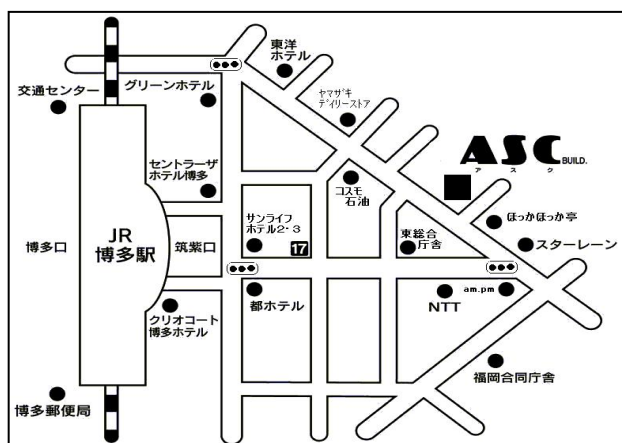 東洋
ホテル
交通センター
グリーンホテル
ヤマザキ
デイリーストア
ASC BUILD.
アスク
セントラーザ
ホテル博多
コスモ
石油
ほっかほっか亭
サンライフ
ホテル2・3
17
東総合
庁舎
スターレーン
博多口
JR
博多駅
筑紫口
都ホテル
NTT
am.pm
クリオコート
博多ホテル
福岡合同庁舎
博多郵便局